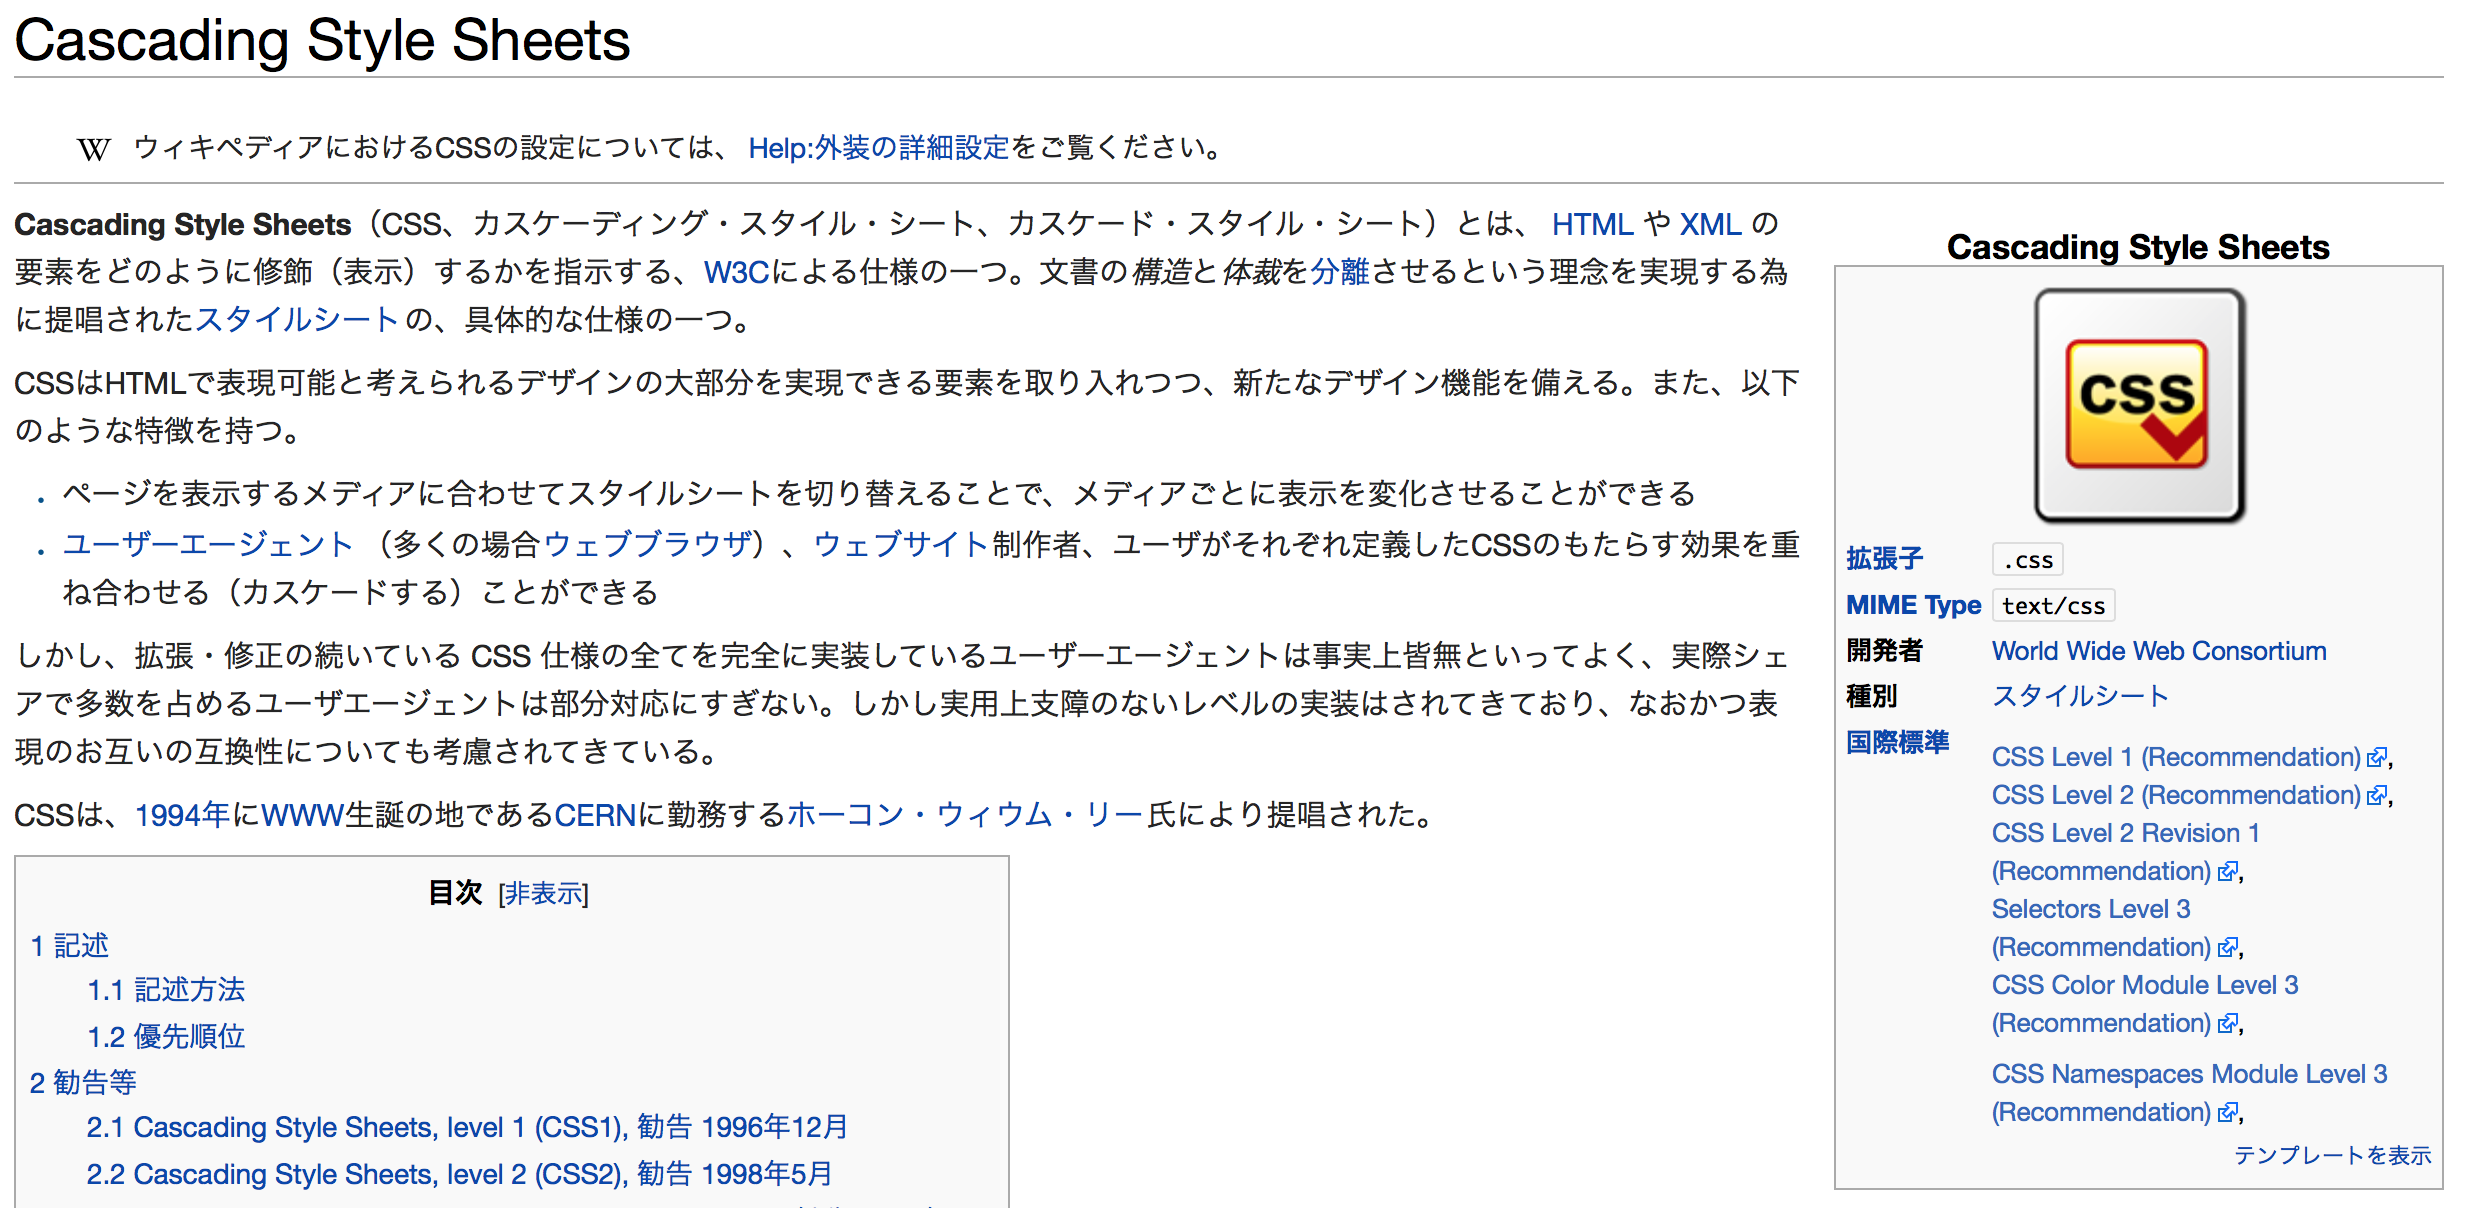 Cascading Style Sheets
W ウィキペディアにおけるCSSの設定については、 Help:外装の詳細設定をご覧ください。
Cascading Style Sheets（CSS、カスケーディング・スタイル・シート、カスケード・スタイル・シート）とは、 HTML や XML の
要素をどのように修飾（表示）するかを指示する、W3Cによる仕様の一つ。文書の構造と体裁を分離させるという理念を実現する為
に提唱されたスタイルシートの、具体的な仕様の一つ。
CSSはHTMLで表現可能と考えられるデザインの大部分を実現できる要素を取り入れつつ、新たなデザイン機能を備える。また、以下
のような特徴を持つ。
・ページを表示するメディアに合わせてスタイルシートを切り替えることで、メディアごとに表示を変化させることができる
・ユーザーエージェント （多くの場合ウェブブラウザ）、ウェブサイト制作者、ユーザがそれぞれ定義したCSSのもたらす効果を重
ね合わせる（カスケードする）ことができる
しかし、拡張・修正の続いている CSS 仕様の全てを完全に実装しているユーザーエージェントは事実上皆無といってよく、実際シェ
アで多数を占めるユーザエージェントは部分対応にすぎない。しかし実用上支障のないレベルの実装はされてきており、なおかつ表
現のお互いの互換性についても考慮されてきている。
CSSは、1994年にWWW生誕の地であるCERNに勤務するホーコン・ウィウム・リー氏により提唱された。
目次 [非表示]
1 記述
1.1 記述方法
1.2 優先順位
2 勧告等
2.1 Cascading Style Sheets, level 1 (CSS1), 勧告 1996年12月
2.2 Cascading Style Sheets, level 2 (CSS2), 勧告 1998年5月
Cascading Style Sheets
CSS
拡張子 .css
MIME Type text/css
開発者 World Wide Web Consortium
種別 スタイルシート
国際標準 CSS Level 1 (Recommendation),
CSS Level 2 (Recommendation),
CSS Level 2 Revision 1
(Recommendation),
Selectors Level 3
(Recommendation),
CSS Color Module Level 3
(Recommendation),
CSS Namespaces Module Level 3
(Recommendation),
テンプレートを表示